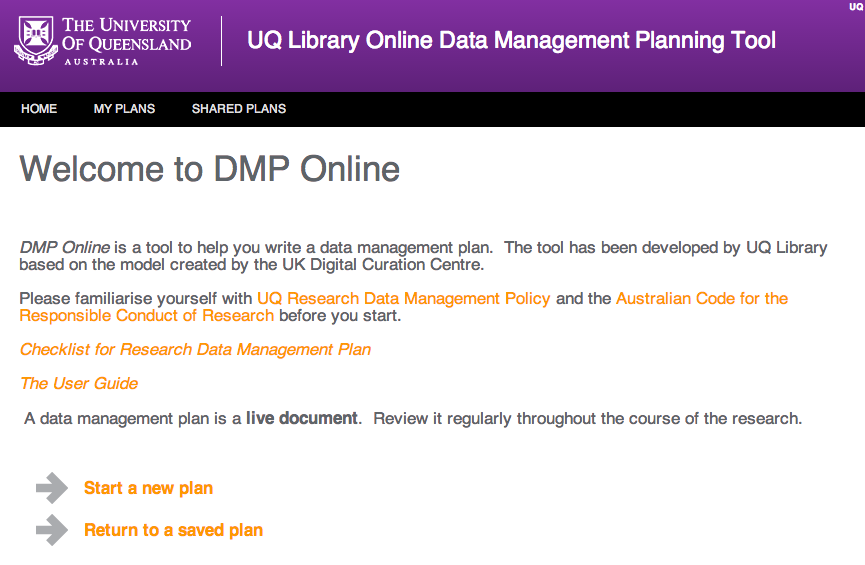 UQ
THE UNIVERSITY
OF QUEENSLAND
AUSTRALIA
UQ Library Online Data Management Planning Tool
HOME MY PLANS SHARED PLANS
Welcome to DMP Online
DMP Online is a tool to help you write a data management plan. The tool has been developed by UQ Library
based on the model created by the UK Digital Curation Centre.
Please familiarise yourself with UQ Research Data Management Policy and the Australian Code for the
Responsible Conduct of Research before you start.
Checklist for Research Data Management Plan
The User Guide
A data management plan is a live document. Review it regularly throughout the course of the research.
Start a new plan
Return to a saved plan